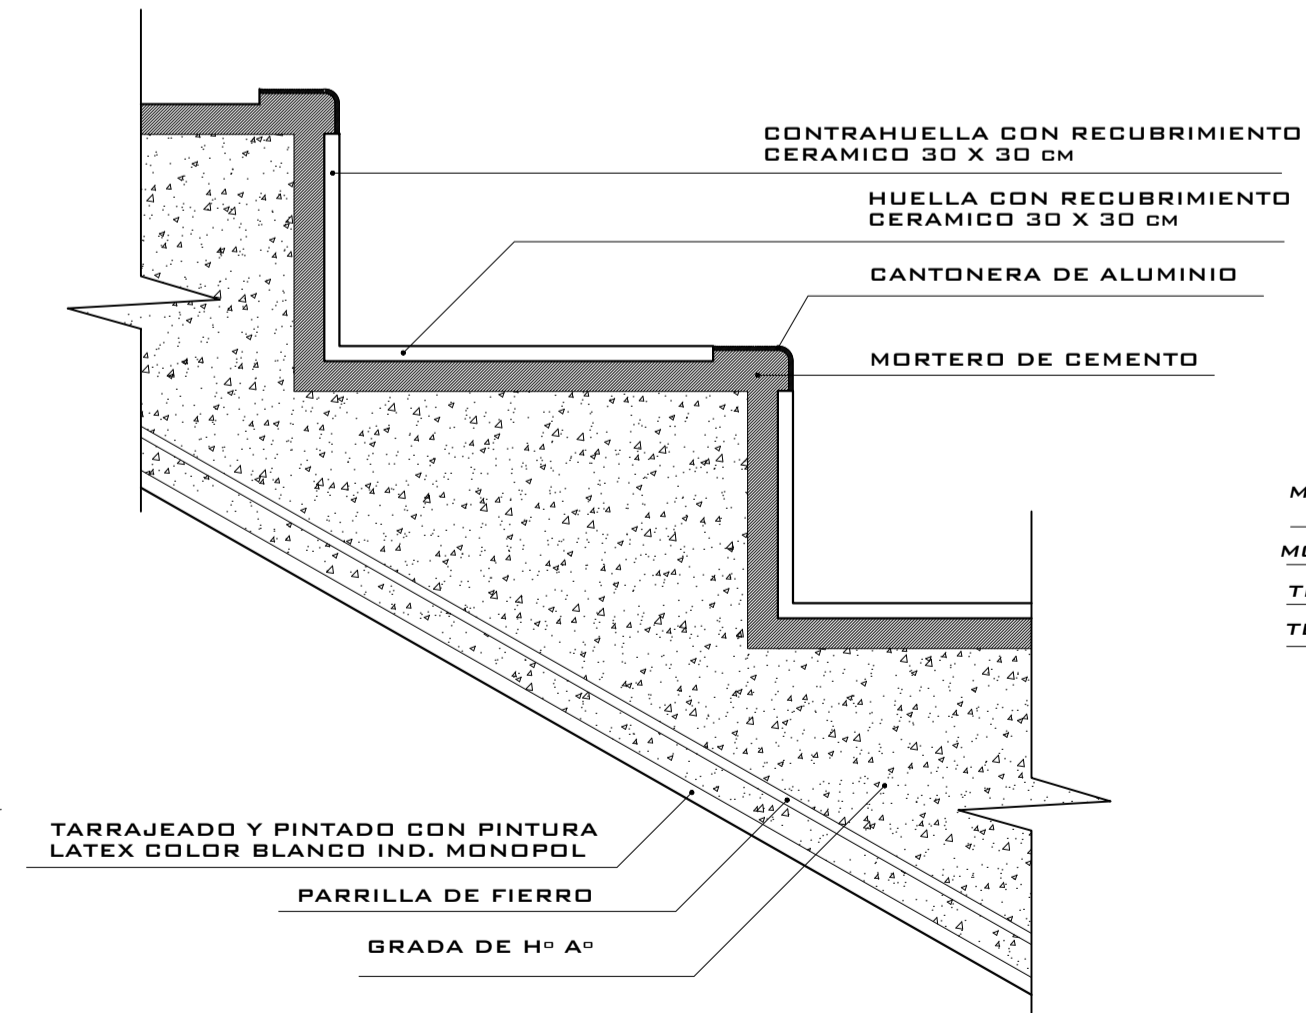 CONTRAHUELLA CON RECUBRIMIENTO
CERAMICO 30 X 30 CM
HUELLA CON RECUBRIMIENTO
CERAMICO 30 X 30 CM
CANTONERA DE ALUMINIO
MORTERO DE CEMENTO
TARRAJEADO Y PINTADO CON PINTURA
LATEX COLOR BLANCO IND. MONOPOL
PARRILLA DE FIERRO
GRADA DE Hº Aº